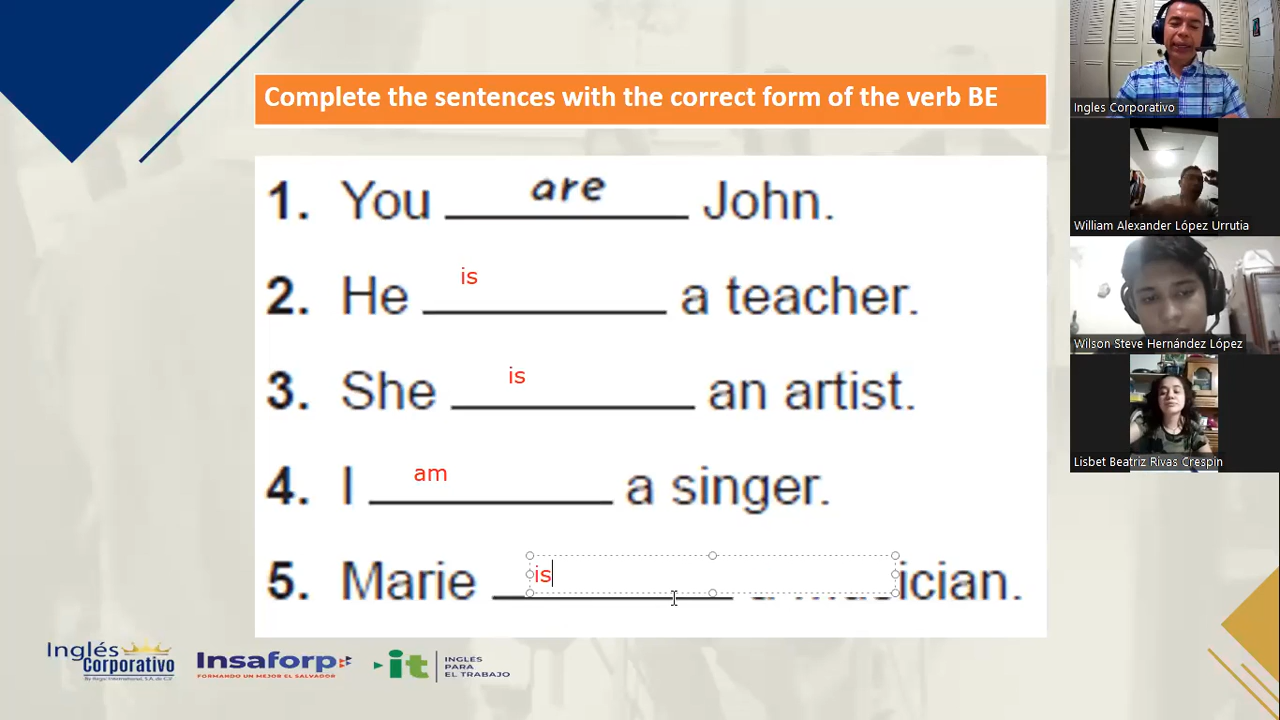 Complete the sentences with the correct form of the verb BE
1. You are John.
2. He is a teacher.
3. She is an artist.
4. I am a singer.
5. Marie is a musician.
Inglés
Corporativo
Insaforp
FORMANDO UN MEJOR EL SALVADOR
it
INGLÉS
PARA
EL TRABAJO
Ingles Corporativo
William Alexander López Urrutia
Wilson Steve Hernández López
Lisbet Beatriz Rivas Crespin